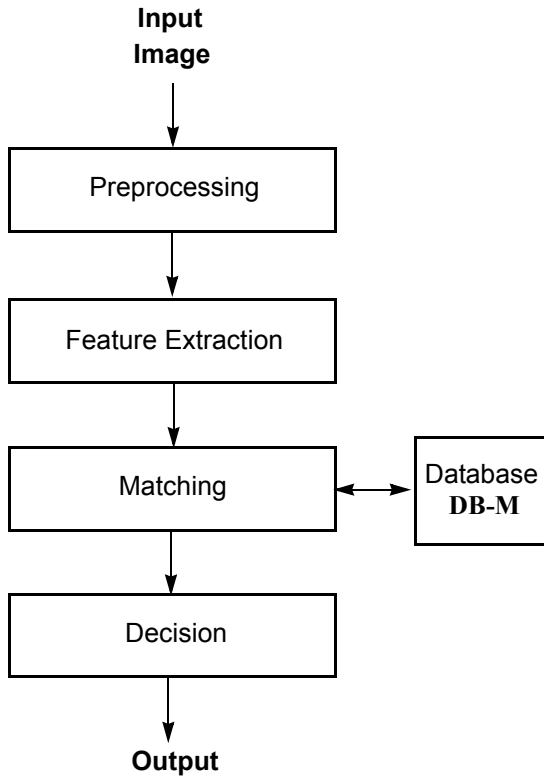 Input
Image
Preprocessing
Feature Extraction
Matching
Database
DB-M
Decision
Output